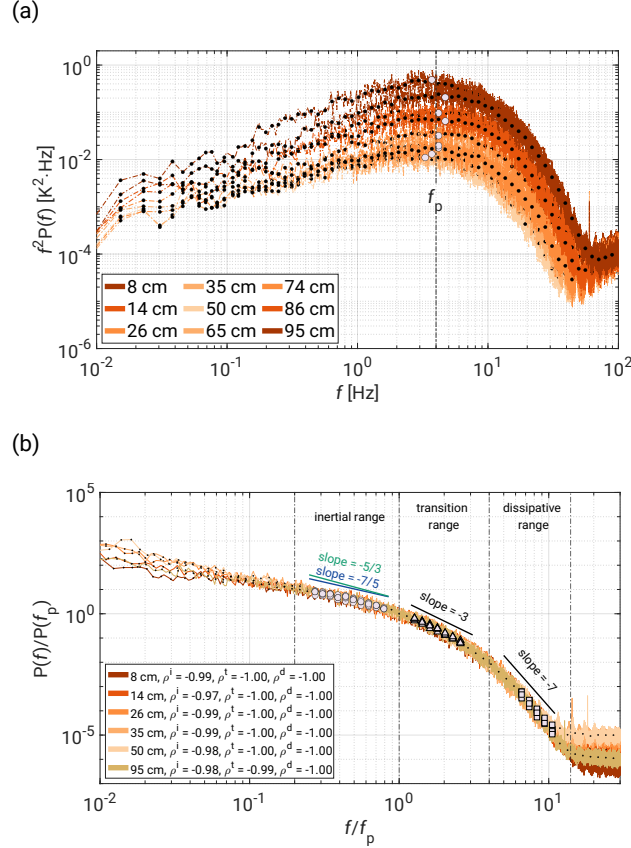 (a)
10^0
10^-2
10^-4
10^-6
f^2P(f) [K^2·Hz]
f_p
8 cm 35 cm 74 cm
14 cm 50 cm 86 cm
26 cm 65 cm 95 cm
10^-2 10^-1 10^0 10^1 10^2
f [Hz]
(b)
10^5
10^0
10^-5
P(f)/P(f_p)
inertial range
transition range
dissipative range
slope = -5/3
slope = -7/5
slope = -3
slope = -7
8 cm, ρ^i = -0.99, ρ^t = -1.00, ρ^d = -1.00
14 cm, ρ^i = -0.97, ρ^t = -1.00, ρ^d = -1.00
26 cm, ρ^i = -0.99, ρ^t = -1.00, ρ^d = -1.00
35 cm, ρ^i = -0.99, ρ^t = -1.00, ρ^d = -1.00
50 cm, ρ^i = -0.98, ρ^t = -1.00, ρ^d = -1.00
95 cm, ρ^i = -0.98, ρ^t = -0.99, ρ^d = -1.00
10^-2 10^-1 10^0 10^1
f/f_p